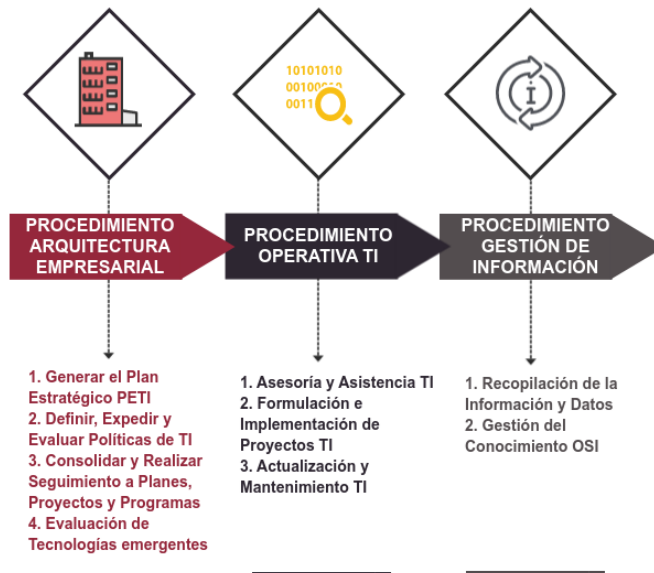 10101010
001000
0011
PROCEDIMIENTO
ARQUITECTURA
EMPRESARIAL
PROCEDIMIENTO
OPERATIVA TI
PROCEDIMIENTO
GESTIÓN DE
INFORMACIÓN
1. Generar el Plan
Estratégico PETI
2. Definir, Expedir y
Evaluar Políticas de TI
3. Consolidar y Realizar
Seguimiento a Planes,
Proyectos y Programas
4. Evaluación de
Tecnologías emergentes
1. Asesoría y Asistencia TI
2. Formulación e
Implementación de
Proyectos TI
3. Actualización y
Mantenimiento TI
1. Recopilación de la
Información y Datos
2. Gestión del
Conocimiento OSI